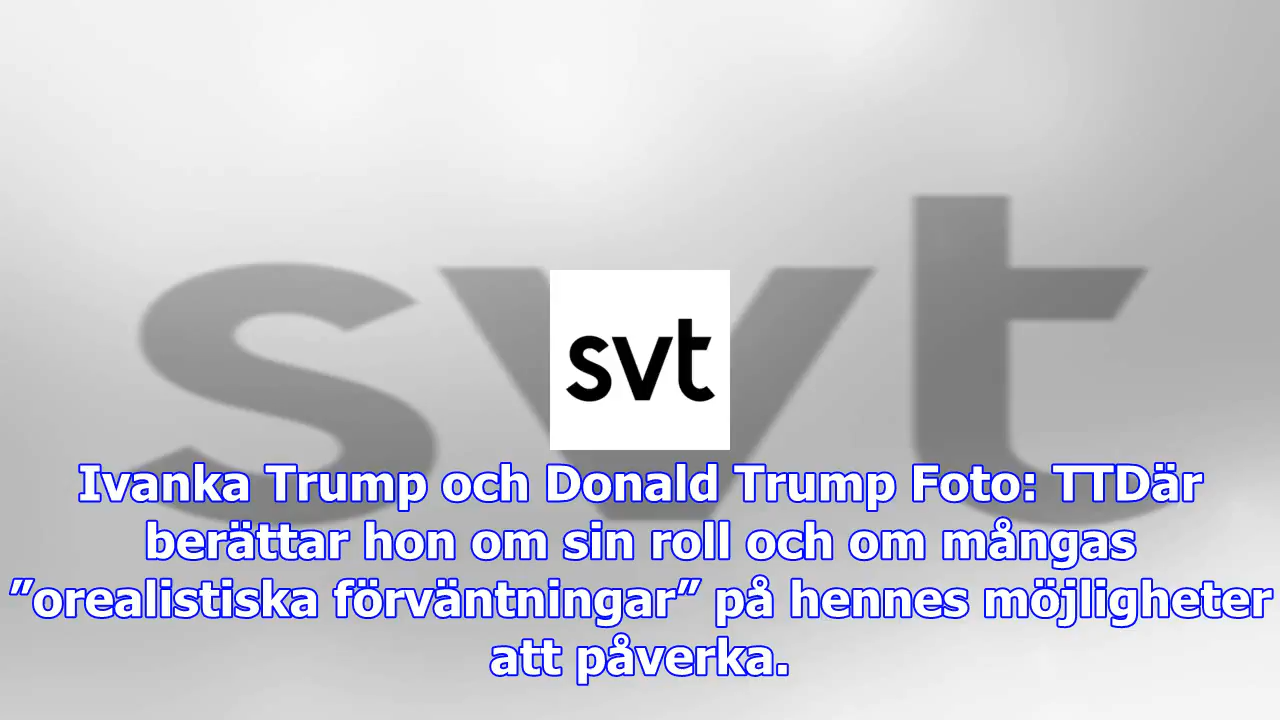 svt
svt
Ivanka Trump och Donald Trump Foto: TTDär
berättar hon om sin roll och om mångas
”orealistiska förväntningar” på hennes möjligheter
att påverka.